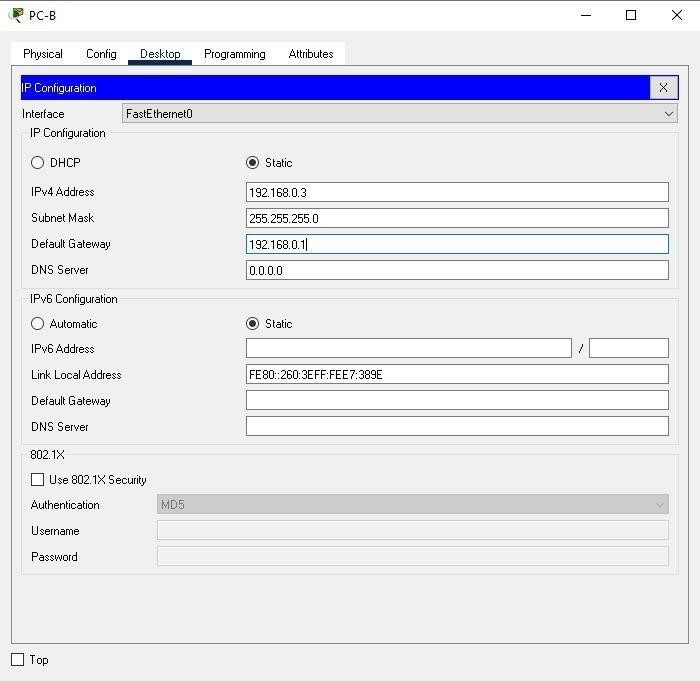 PC-B
Physical Config Desktop Programming Attributes
IP Configuration X
Interface FastEthernet0
IP Configuration
DHCP Static
IPv4 Address 192.168.0.3
Subnet Mask 255.255.255.0
Default Gateway 192.168.0.1
DNS Server 0.0.0.0
IPv6 Configuration
Automatic Static
IPv6 Address /
Link Local Address FE80::260:3EFF:FEE7:389E
Default Gateway
DNS Server
802.1X
Use 802.1X Security
Authentication MD5
Username
Password
Top